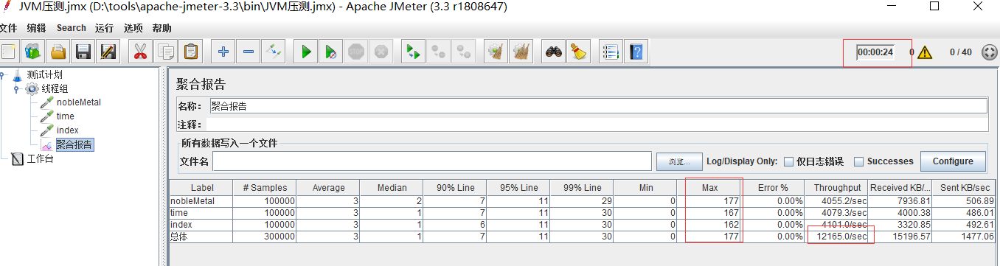 JVM压测.jmx (D:\tools\apache-jmeter-3.3\bin\JVM压测.jmx) - Apache JMeter (3.3 r1808647)
文件 编辑 Search 运行 选项 帮助
STOP 00:00:24 0 0 / 40
测试计划
线程组
nobleMetal
time
index
聚合报告
工作台
聚合报告
名称: 聚合报告
注释:
所有数据写入一个文件
文件名 浏览... Log/Display Only: 仅日志错误 Successes Configure
Label # Samples Average Median 90% Line 95% Line 99% Line Min Max Error % Throughput Received KB/... Sent KB/sec
nobleMetal 100000 3 2 7 11 29 0 177 0.00% 4055.2/sec 7936.81 506.89
time 100000 3 1 7 11 30 0 167 0.00% 4079.3/sec 4000.38 486.01
index 100000 3 1 6 11 30 0 162 0.00% 4101.0/sec 3320.85 492.61
总体 300000 3 1 7 11 30 0 177 0.00% 12165.0/sec 15196.57 1477.06